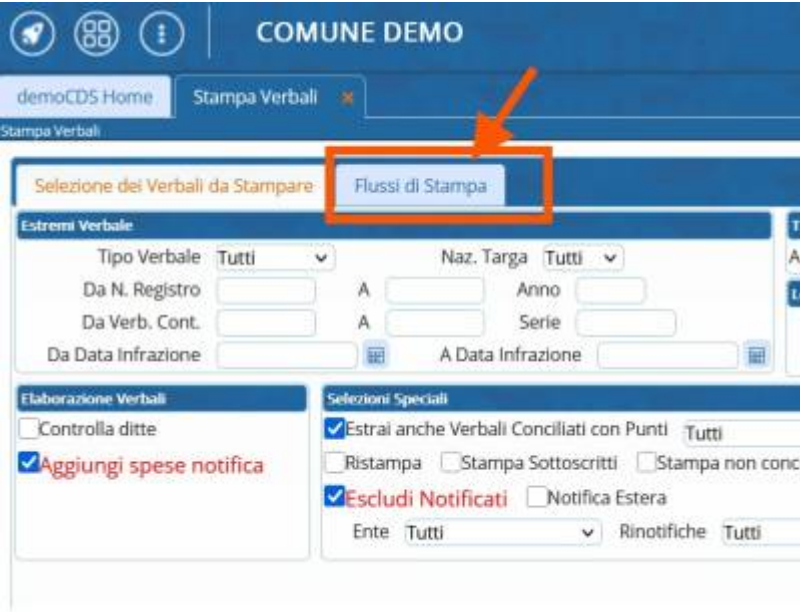 COMUNE DEMO
demoCDS Home Stampa Verbali ×
Stampa Verbali
Selezione dei Verbali da Stampare Flussi di Stampa
Estremi Verbale
Tipo Verbale Tutti Naz. Targa Tutti
Da N. Registro A Anno
Da Verb. Cont. A Serie
Da Data Infrazione A Data Infrazione
Elaborazione Verbali Selezioni Speciali
Controlla ditte Estrai anche Verbali Conciliati con Punti Tutti
Aggiungi spese notifica Ristampa Stampa Sottoscritti Stampa non conc
Escludi Notificati Notifica Estera
Ente Tutti Rinotifiche Tutti